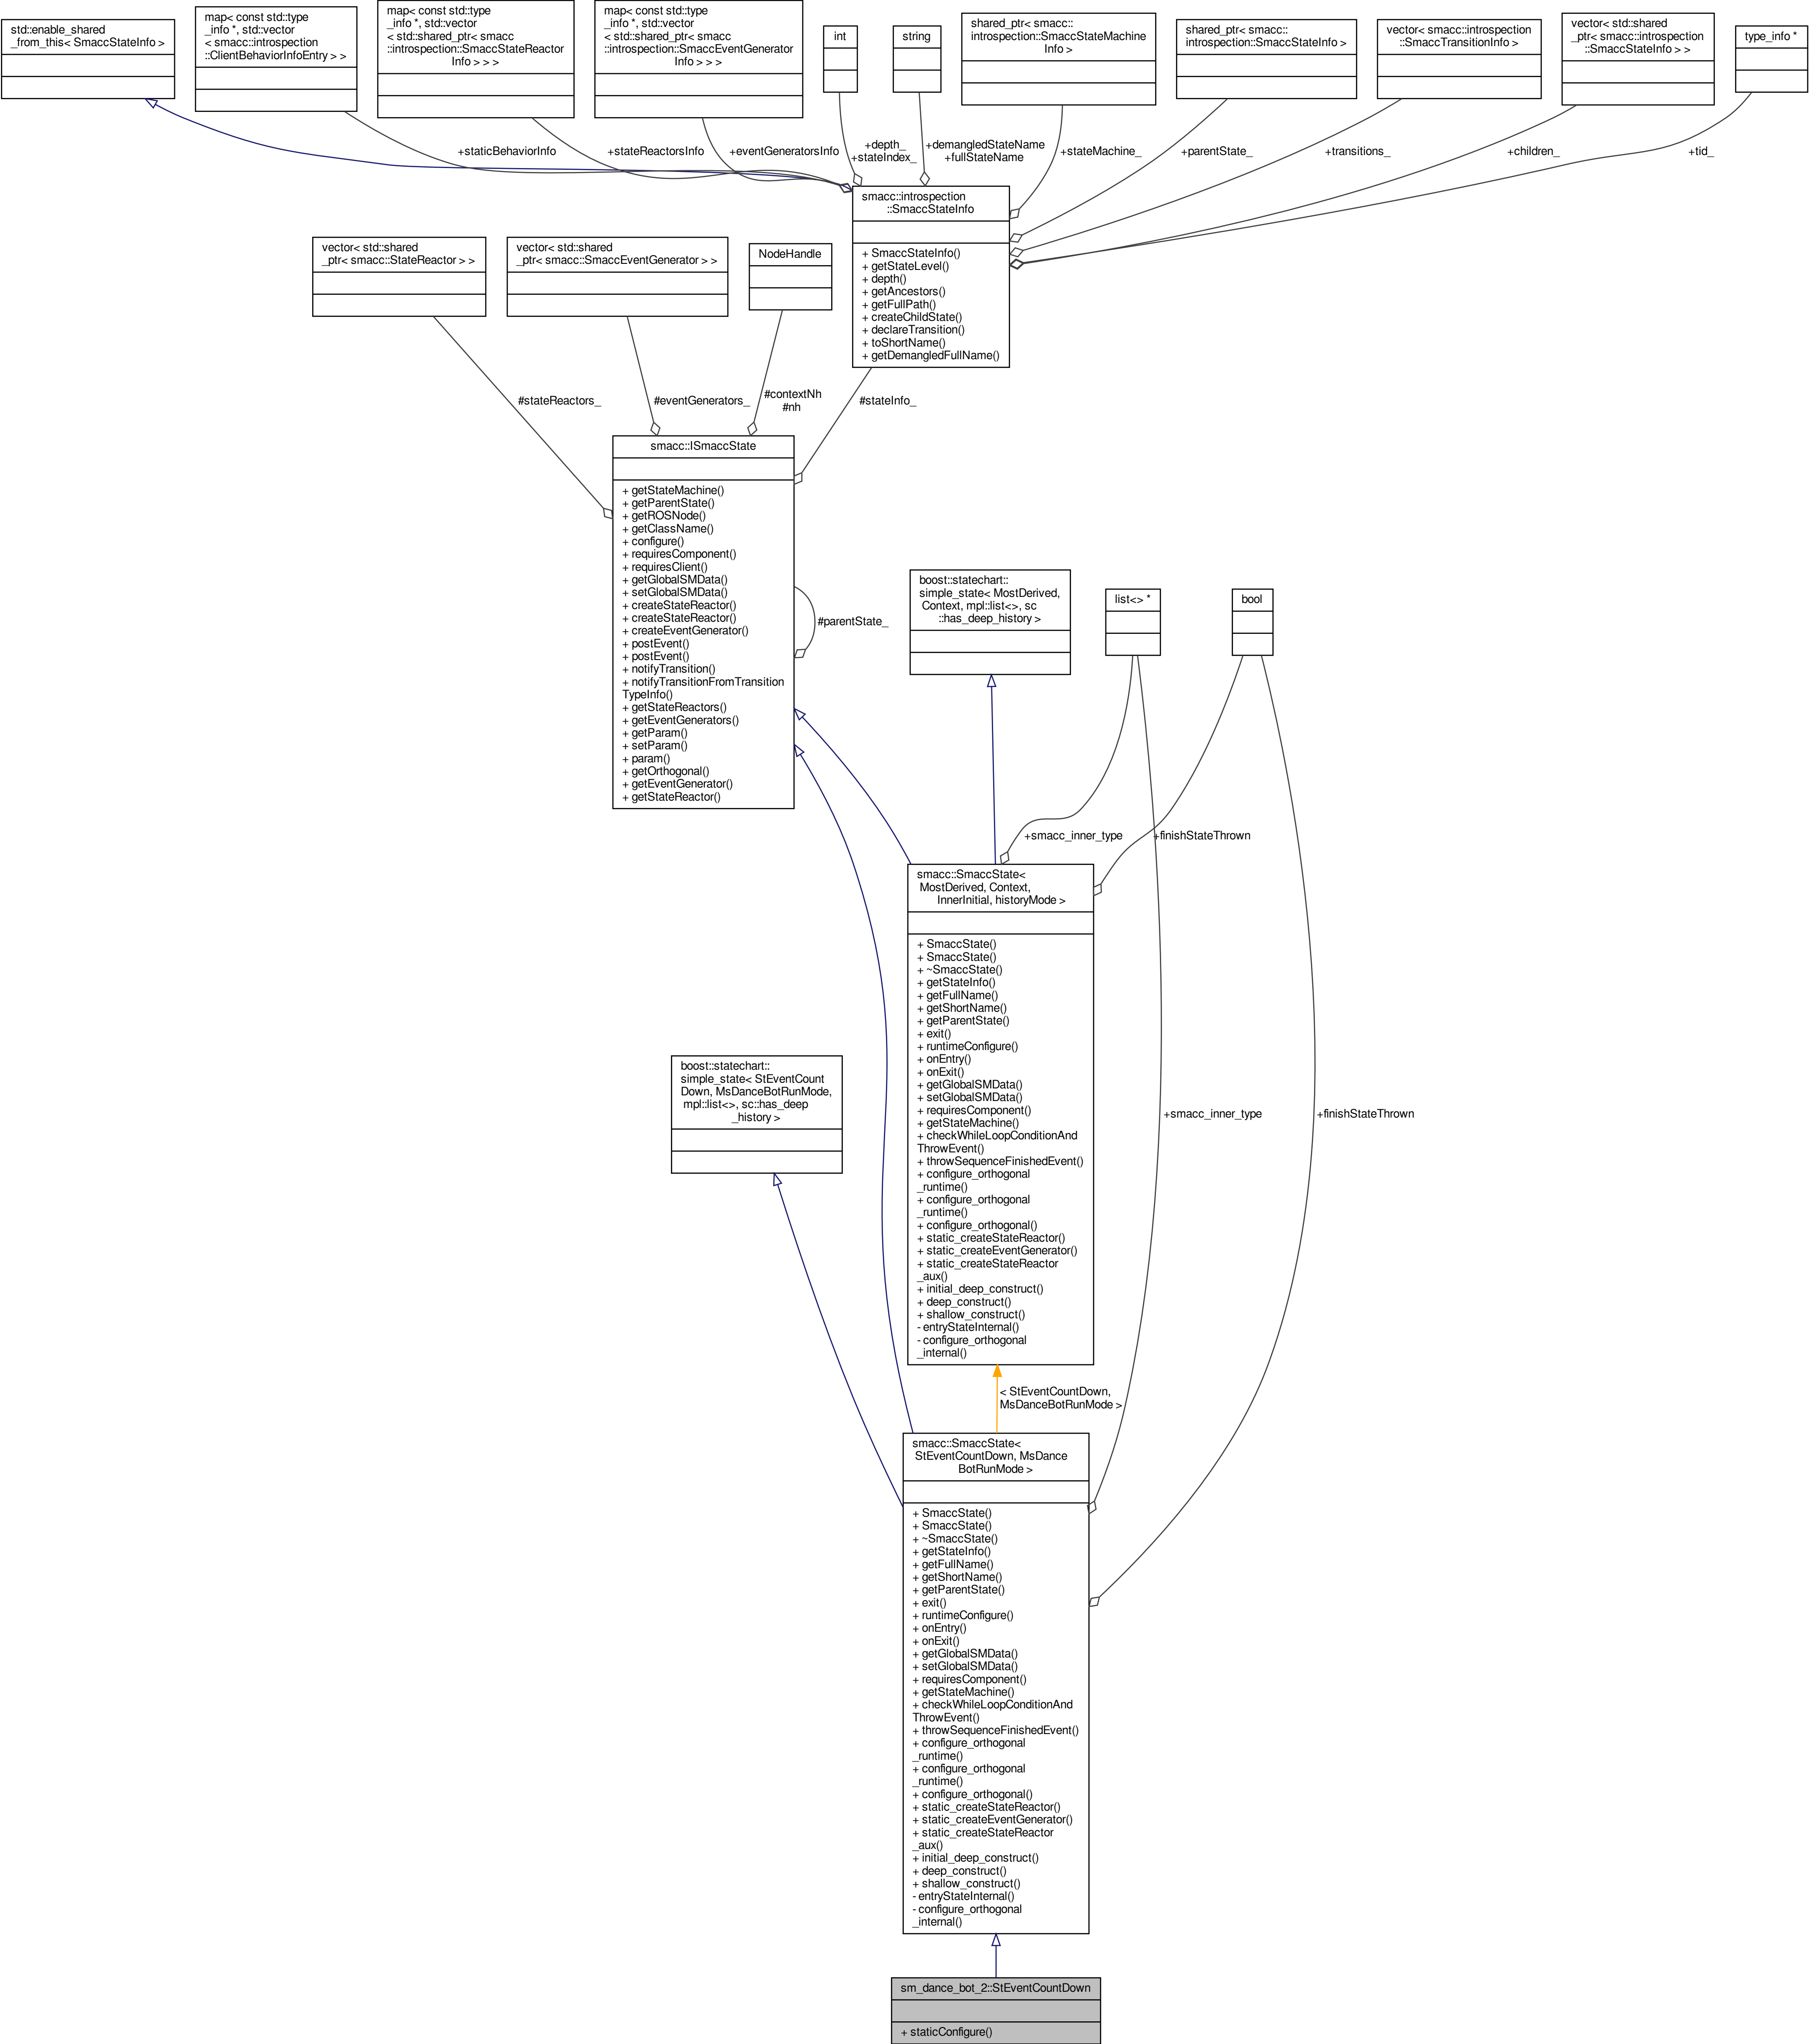 std::enable_shared
_from_this< SmaccStateInfo >
map< const std::type
_info *, std::vector
< smacc::introspection
::ClientBehaviorInfoEntry > >
map< const std::type
_info *, std::vector
< std::shared_ptr< smacc
::introspection::SmaccStateReactor
Info > > >
map< const std::type
_info *, std::vector
< std::shared_ptr< smacc
::introspection::SmaccEventGenerator
Info > > >
int
string
shared_ptr< smacc::
introspection::SmaccStateMachine
Info >
shared_ptr< smacc::
introspection::SmaccStateInfo >
vector< smacc::introspection
::SmaccTransitionInfo >
vector< std::shared
_ptr< smacc::introspection
::SmaccStateInfo > >
type_info *
+staticBehaviorInfo
+stateReactorsInfo
+eventGeneratorsInfo
+depth_
+stateIndex_
+demangledStateName
+fullStateName
+stateMachine_
+parentState_
+transitions_
+children_
+tid_
smacc::introspection
::SmaccStateInfo
+ SmaccStateInfo()
+ getStateLevel()
+ depth()
+ getAncestors()
+ getFullPath()
+ createChildState()
+ declareTransition()
+ toShortName()
+ getDemangledFullName()
vector< std::shared
_ptr< smacc::StateReactor > >
vector< std::shared
_ptr< smacc::SmaccEventGenerator > >
NodeHandle
#stateReactors_
#eventGenerators_
#contextNh
#nh
#stateInfo_
smacc::ISmaccState
+ getStateMachine()
+ getParentState()
+ getROSNode()
+ getClassName()
+ configure()
+ requiresComponent()
+ requiresClient()
+ getGlobalSMData()
+ setGlobalSMData()
+ createStateReactor()
+ createStateReactor()
+ createEventGenerator()
+ postEvent()
+ postEvent()
+ notifyTransition()
+ notifyTransitionFromTransition
TypeInfo()
+ getStateReactors()
+ getEventGenerators()
+ getParam()
+ setParam()
+ param()
+ getOrthogonal()
+ getEventGenerator()
+ getStateReactor()
#parentState_
boost::statechart::
simple_state< MostDerived,
Context, mpl::list<>, sc
::has_deep_history >
list<> *
bool
+smacc_inner_type
+finishStateThrown
smacc::SmaccState<
MostDerived, Context,
InnerInitial, historyMode >
+ SmaccState()
+ SmaccState()
+ ~SmaccState()
+ getStateInfo()
+ getFullName()
+ getShortName()
+ getParentState()
+ exit()
+ runtimeConfigure()
+ onEntry()
+ onExit()
+ getGlobalSMData()
+ setGlobalSMData()
+ requiresComponent()
+ getStateMachine()
+ checkWhileLoopConditionAnd
ThrowEvent()
+ throwSequenceFinishedEvent()
+ configure_orthogonal
_runtime()
+ configure_orthogonal
_runtime()
+ configure_orthogonal()
+ static_createStateReactor()
+ static_createEventGenerator()
+ static_createStateReactor
_aux()
+ initial_deep_construct()
+ deep_construct()
+ shallow_construct()
- entryStateInternal()
- configure_orthogonal
_internal()
boost::statechart::
simple_state< StEventCount
Down, MsDanceBotRunMode,
mpl::list<>, sc::has_deep
_history >
+smacc_inner_type
+finishStateThrown
< StEventCountDown,
MsDanceBotRunMode >
smacc::SmaccState<
StEventCountDown, MsDance
BotRunMode >
+ SmaccState()
+ SmaccState()
+ ~SmaccState()
+ getStateInfo()
+ getFullName()
+ getShortName()
+ getParentState()
+ exit()
+ runtimeConfigure()
+ onEntry()
+ onExit()
+ getGlobalSMData()
+ setGlobalSMData()
+ requiresComponent()
+ getStateMachine()
+ checkWhileLoopConditionAnd
ThrowEvent()
+ throwSequenceFinishedEvent()
+ configure_orthogonal
_runtime()
+ configure_orthogonal
_runtime()
+ configure_orthogonal()
+ static_createStateReactor()
+ static_createEventGenerator()
+ static_createStateReactor
_aux()
+ initial_deep_construct()
+ deep_construct()
+ shallow_construct()
- entryStateInternal()
- configure_orthogonal
_internal()
sm_dance_bot_2::StEventCountDown
+ staticConfigure()